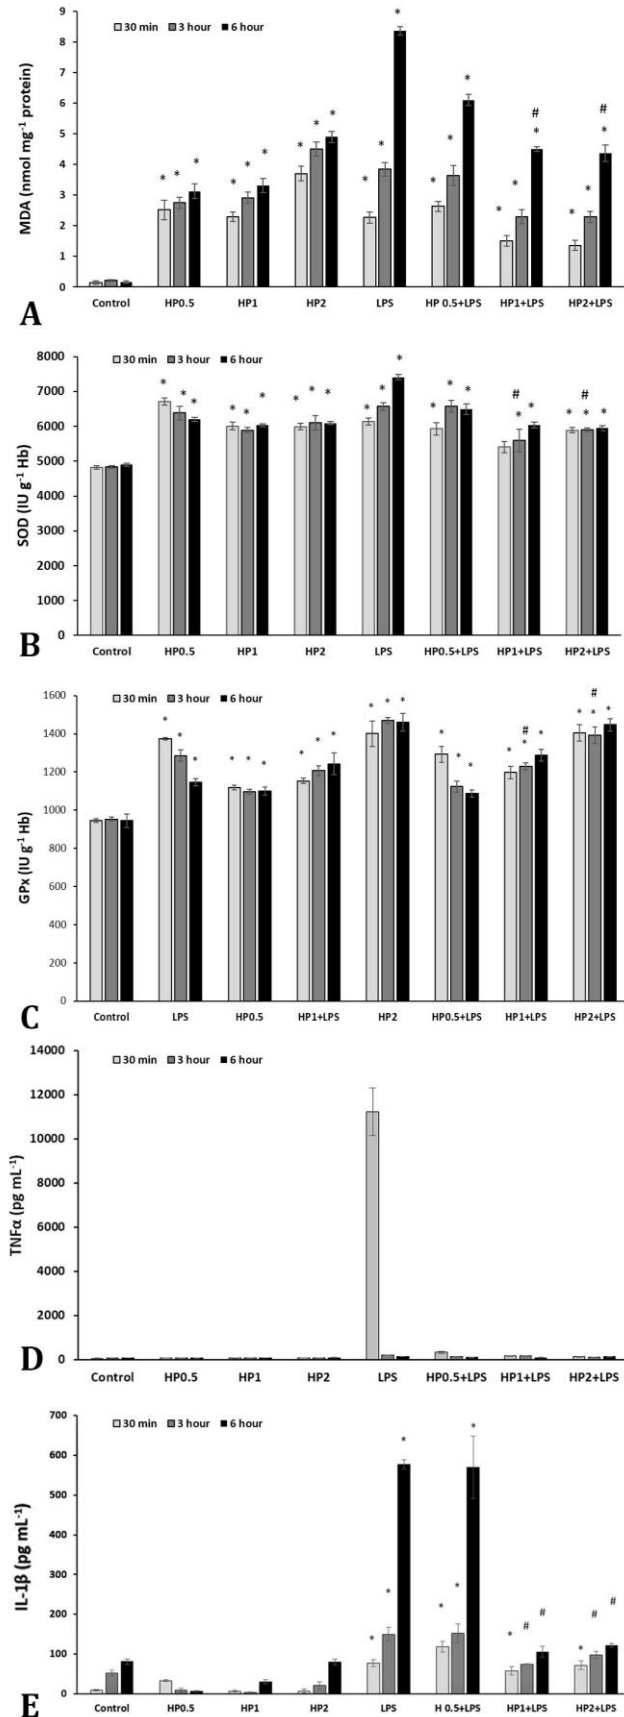 9
8
7
6
5
4
3
2
1
0
MDA (nmol mg⁻¹ protein)
30 min 3 hour 6 hour
* * * * * * * * * * * * * * * * * * * * *
# #
Control HP0.5 HP1 HP2 LPS HP 0.5+LPS HP1+LPS HP2+LPS
A
8000
7000
6000
5000
4000
3000
2000
1000
0
SOD (IU g⁻¹ Hb)
30 min 3 hour 6 hour
* * * * * * * * * * * * * * * * * * * *
# #
Control HP0.5 HP1 HP2 LPS HP0.5+LPS HP1+LPS HP2+LPS
B
1600
1400
1200
1000
800
600
400
200
0
GPx (IU g⁻¹ Hb)
30 min 3 hour 6 hour
* * * * * * * * * * * * * * * * * * * * *
# #
Control LPS HP0.5 HP1+LPS HP2 HP0.5+LPS HP1+LPS HP2+LPS
C
14000
12000
10000
8000
6000
4000
2000
0
TNFα (pg mL⁻¹)
30 min 3 hour 6 hour
Control HP0.5 HP1 HP2 LPS HP0.5+LPS HP1+LPS HP2+LPS
D
700
600
500
400
300
200
100
0
IL-1β (pg mL⁻¹)
30 min 3 hour 6 hour
* * * * * * * # # * # #
Control HP0.5 HP1 HP2 LPS H 0.5+LPS HP1+LPS HP2+LPS
E